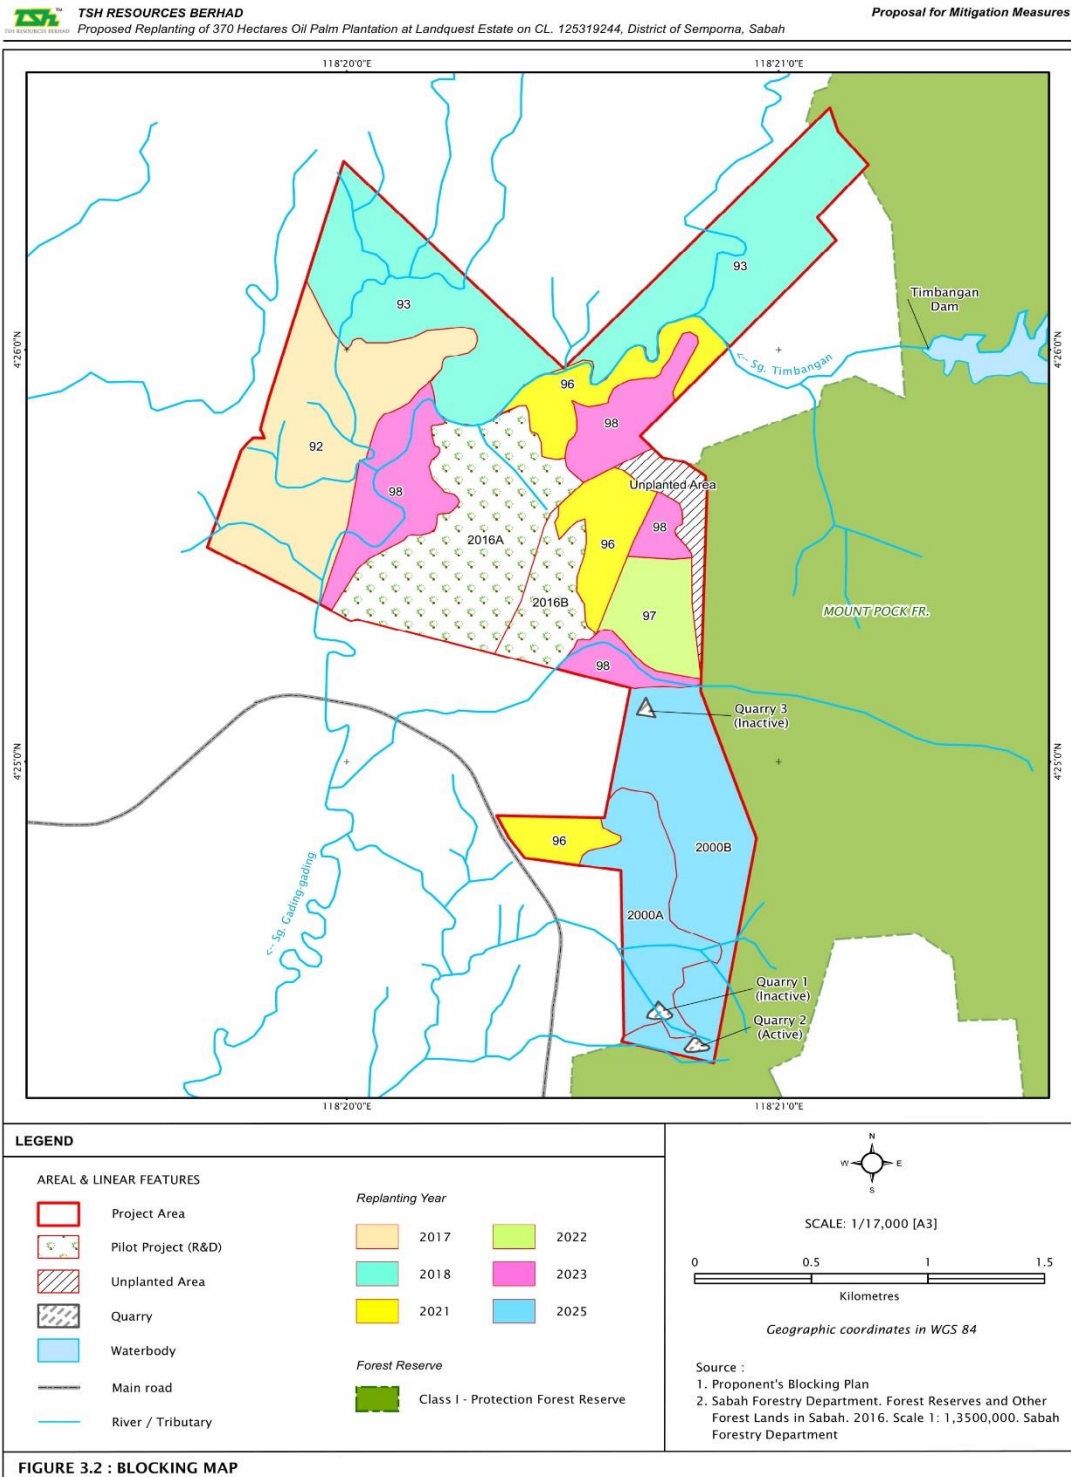 TSH RESOURCES BERHAD
Proposal for Mitigation Measures
TSH™
TSH RESOURCES BERHAD
Proposed Replanting of 370 Hectares Oil Palm Plantation at Landquest Estate on CL. 125319244, District of Semporna, Sabah
118°20'0"E
118°21'0"E
93
93
Timbangan
Dam
4°26'0"N
4°26'0"N
<-- Sg. Timbangan
96
98
92
Unplanted Area
98
98
2016A
96
2016B
97
MOUNT POCK FR.
98
Quarry 3
(Inactive)
4°25'0"N
4°25'0"N
96
2000B
<-- Sg. Gading-gading
2000A
Quarry 1
(Inactive)
Quarry 2
(Active)
118°20'0"E
118°21'0"E
LEGEND
AREAL & LINEAR FEATURES
Project Area
Pilot Project (R&D)
Unplanted Area
Quarry
Waterbody
Main road
River / Tributary
Replanting Year
2017
2022
2018
2023
2021
2025
Forest Reserve
Class I - Protection Forest Reserve
N
W
E
S
SCALE: 1/17,000 [A3]
0 0.5 1 1.5
Kilometres
Geographic coordinates in WGS 84
Source :
1. Proponent's Blocking Plan
2. Sabah Forestry Department. Forest Reserves and Other
Forest Lands in Sabah. 2016. Scale 1: 1,3500,000. Sabah
Forestry Department
FIGURE 3.2 : BLOCKING MAP